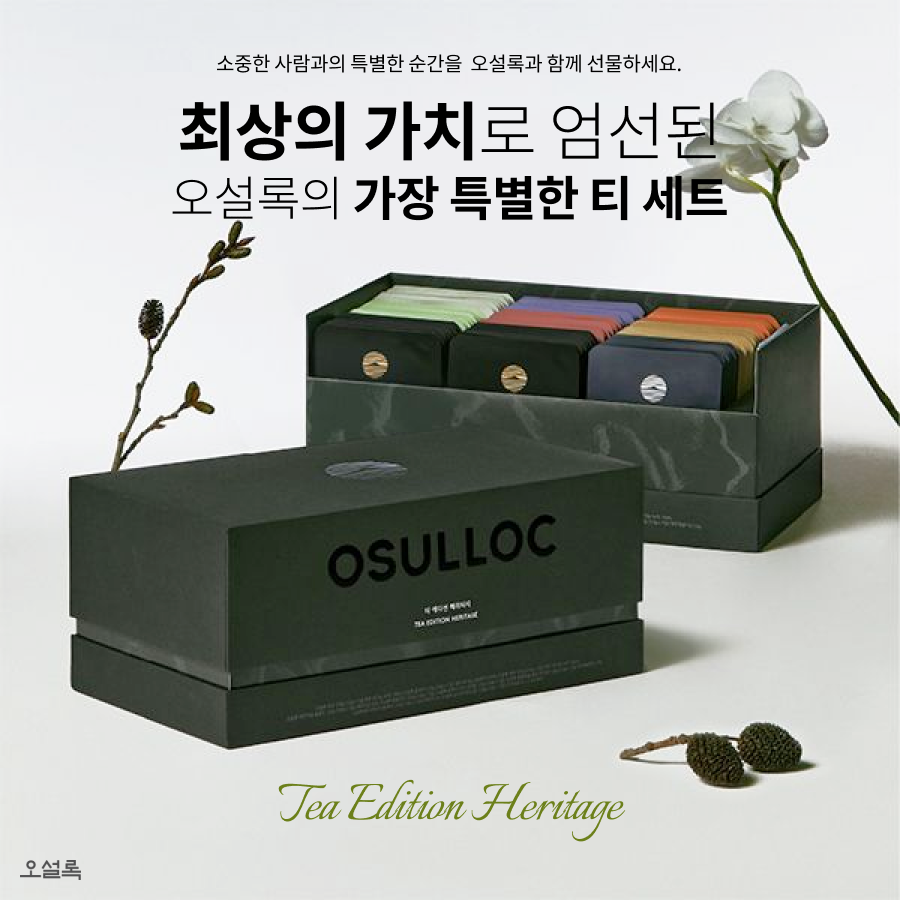 소중한 사람과의 특별한 순간을 오설록과 함께 선물하세요.
최상의 가치로 엄선된
오설록의 가장 특별한 티 세트
OSULLOC
티 에디션 헤리티지
TEA EDITION HERITAGE
Tea Edition Heritage
오설록